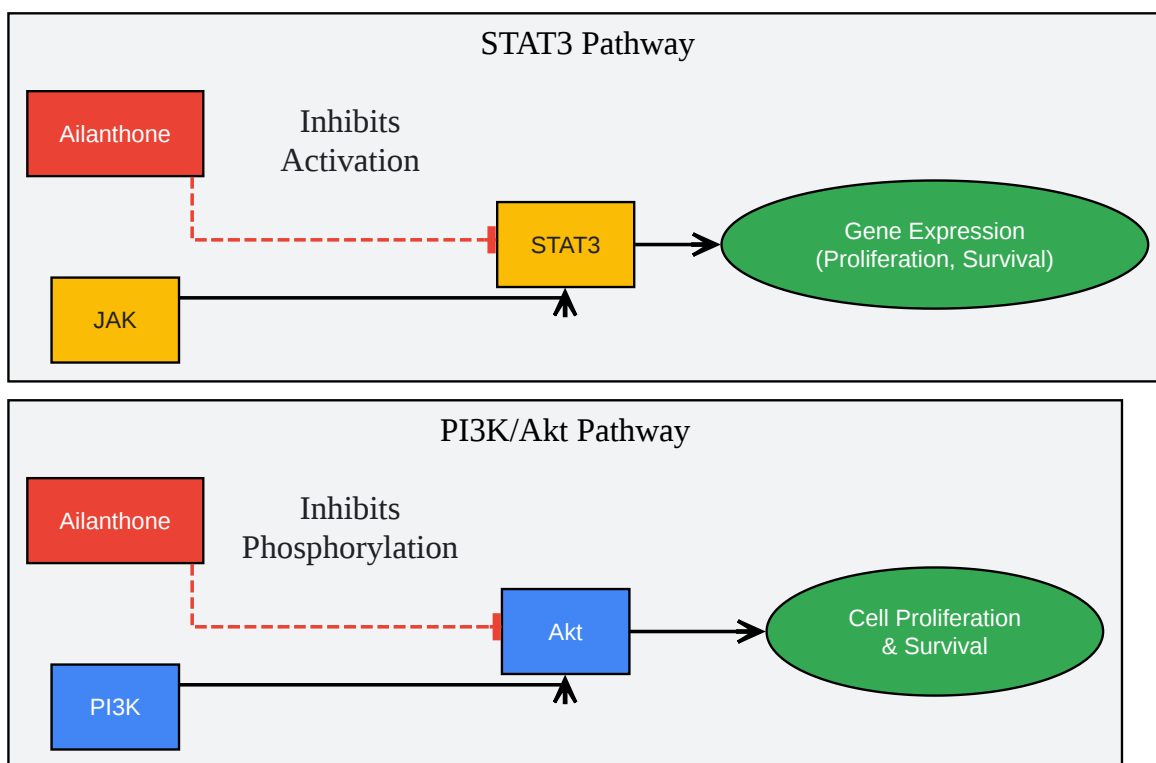 STAT3 Pathway
Ailanthone
Inhibits
Activation
STAT3
Gene Expression
(Proliferation, Survival)
JAK
PI3K/Akt Pathway
Ailanthone
Inhibits
Phosphorylation
Akt
Cell Proliferation
& Survival
PI3K